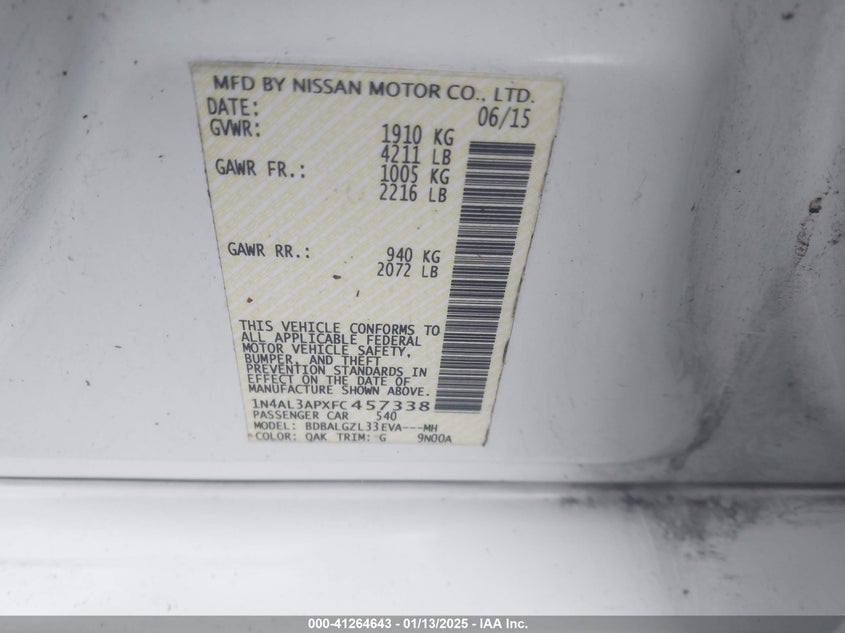 MFD BY NISSAN MOTOR CO., LTD.
DATE: 06/15
GVWR: 1910 KG
4211 LB
GAWR FR.: 1005 KG
2216 LB
GAWR RR.: 940 KG
2072 LB
THIS VEHICLE CONFORMS TO
ALL APPLICABLE FEDERAL
MOTOR VEHICLE SAFETY,
BUMPER, AND THEFT
PREVENTION STANDARDS IN
EFFECT ON THE DATE OF
MANUFACTURE SHOWN ABOVE.
1N4AL3APXFC457338
PASSENGER CAR 540
MODEL: BDBALGZL33EVA---MH
COLOR: QAK TRIM: G 9N00A
000-41264643 - 01/13/2025 - IAA Inc.